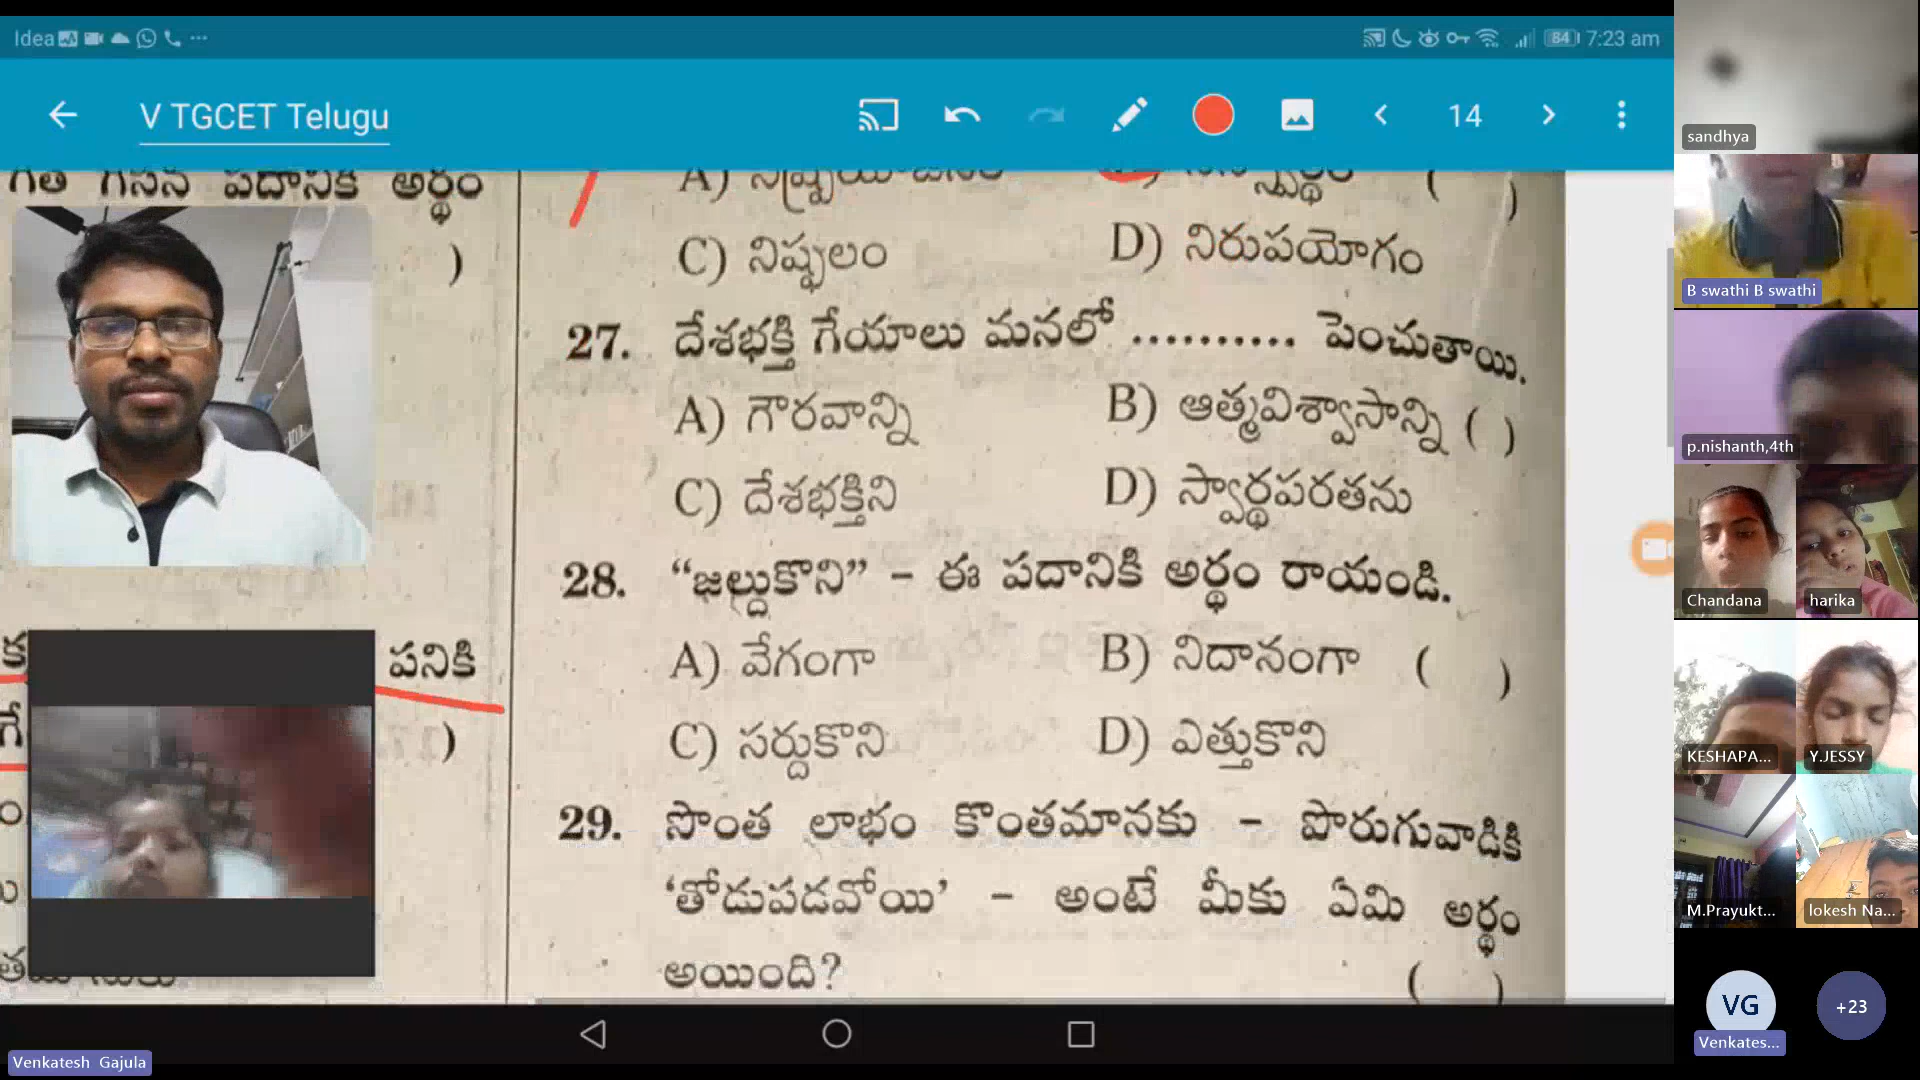 Idea
84 7:23 am
V TGCET Telugu
14
పదానికి అర్థం
)
పనికి
)
A)
( )
C) నిష్ఫలం D) నిరుపయోగం
27. దేశభక్తి గేయాలు మనలో .......... పెంచుతాయి.
A) గౌరవాన్ని B) ఆత్మవిశ్వాసాన్ని ( )
C) దేశభక్తిని D) స్వార్థపరతను
28. “జల్దుకొని” – ఈ పదానికి అర్థం రాయండి.
A) వేగంగా B) నిదానంగా ( )
C) సర్దుకొని D) ఎత్తుకొని
29. సొంత లాభం కొంతమానకు – పొరుగువాడికి
‘తోడుపడవోయి’ – అంటే మీకు ఏమి అర్థం
అయింది? ( )
Venkatesh Gajula
sandhya
B swathi B swathi
p.nishanth,4th
Chandana
harika
KESHAPA...
Y.JESSY
M.Prayukt...
lokesh Na...
VG
+23
Venkates...